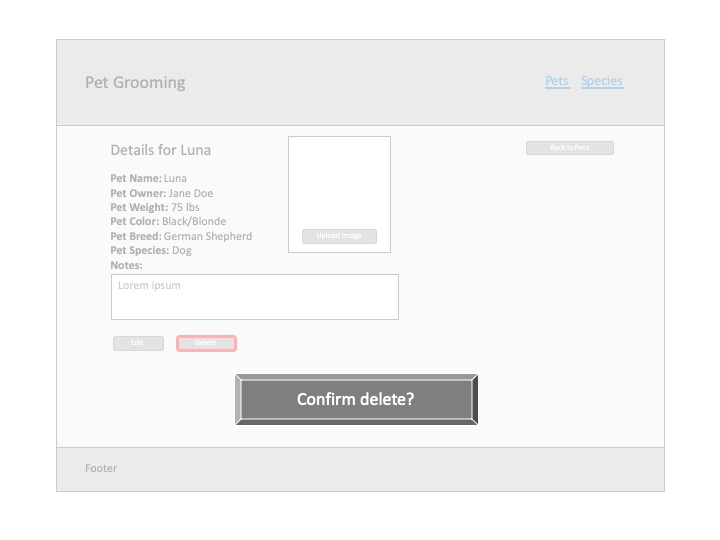 Pet Grooming
Pets Species
Details for Luna
Back to Pets
Pet Name: Luna
Pet Owner: Jane Doe
Pet Weight: 75 lbs
Pet Color: Black/Blonde
Pet Breed: German Shepherd
Upload Image
Pet Species: Dog
Notes:
Lorem ipsum
Edit Delete
Confirm delete?
Footer